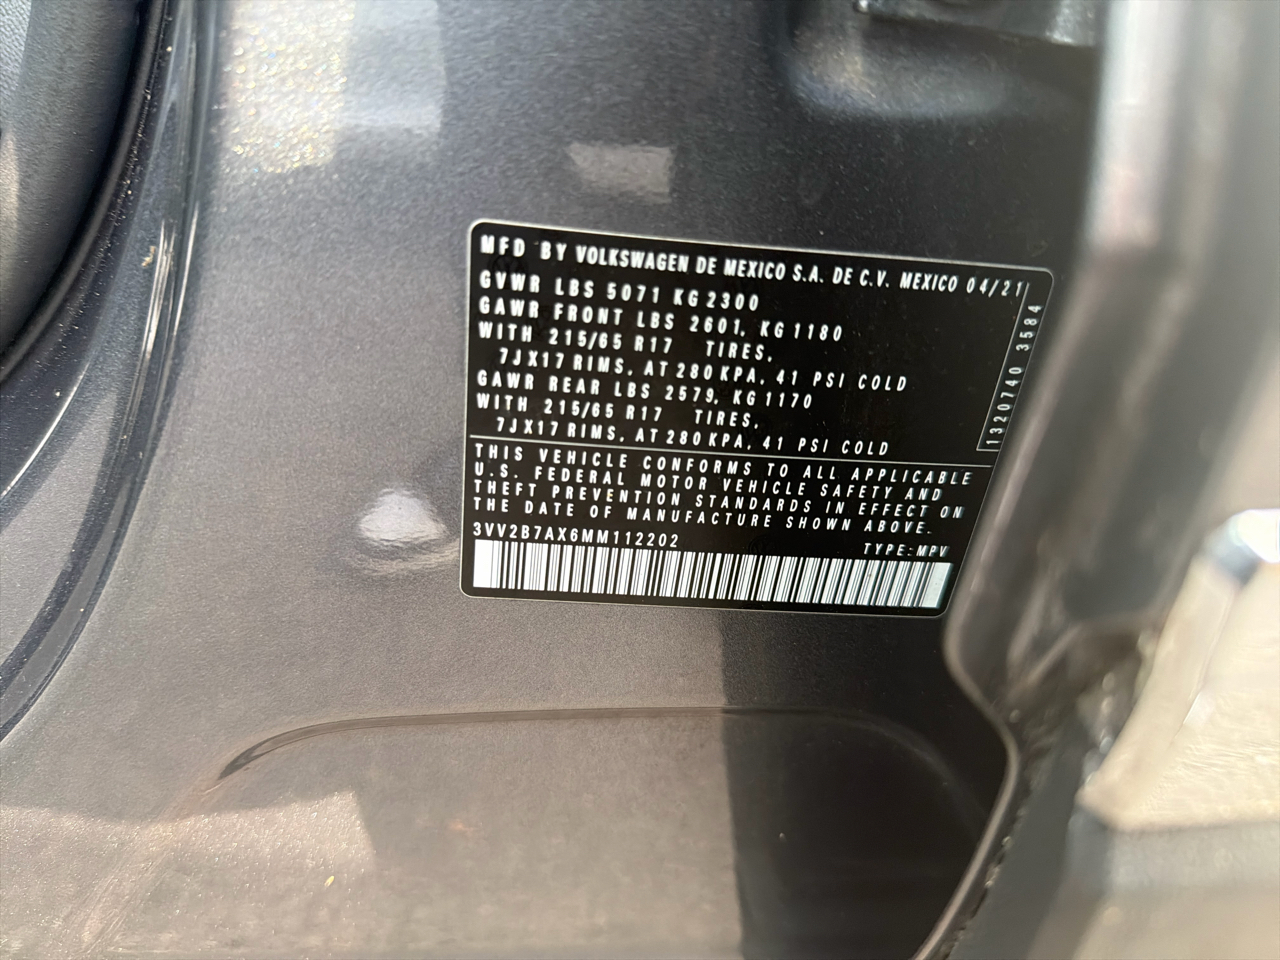 MFD BY VOLKSWAGEN DE MEXICO S.A. DE C.V. MEXICO 04/21
GVWR LBS 5071 KG 2300
GAWR FRONT LBS 2601, KG 1180
WITH 215/65 R17 TIRES,
7JX17 RIMS, AT 280 KPA, 41 PSI COLD
GAWR REAR LBS 2579, KG 1170
WITH 215/65 R17 TIRES,
7JX17 RIMS, AT 280 KPA, 41 PSI COLD
1320740 3584
THIS VEHICLE CONFORMS TO ALL APPLICABLE
U.S. FEDERAL MOTOR VEHICLE SAFETY AND
THEFT PREVENTION STANDARDS IN EFFECT ON
THE DATE OF MANUFACTURE SHOWN ABOVE.
3VV2B7AX6MM112202 TYPE: MPV